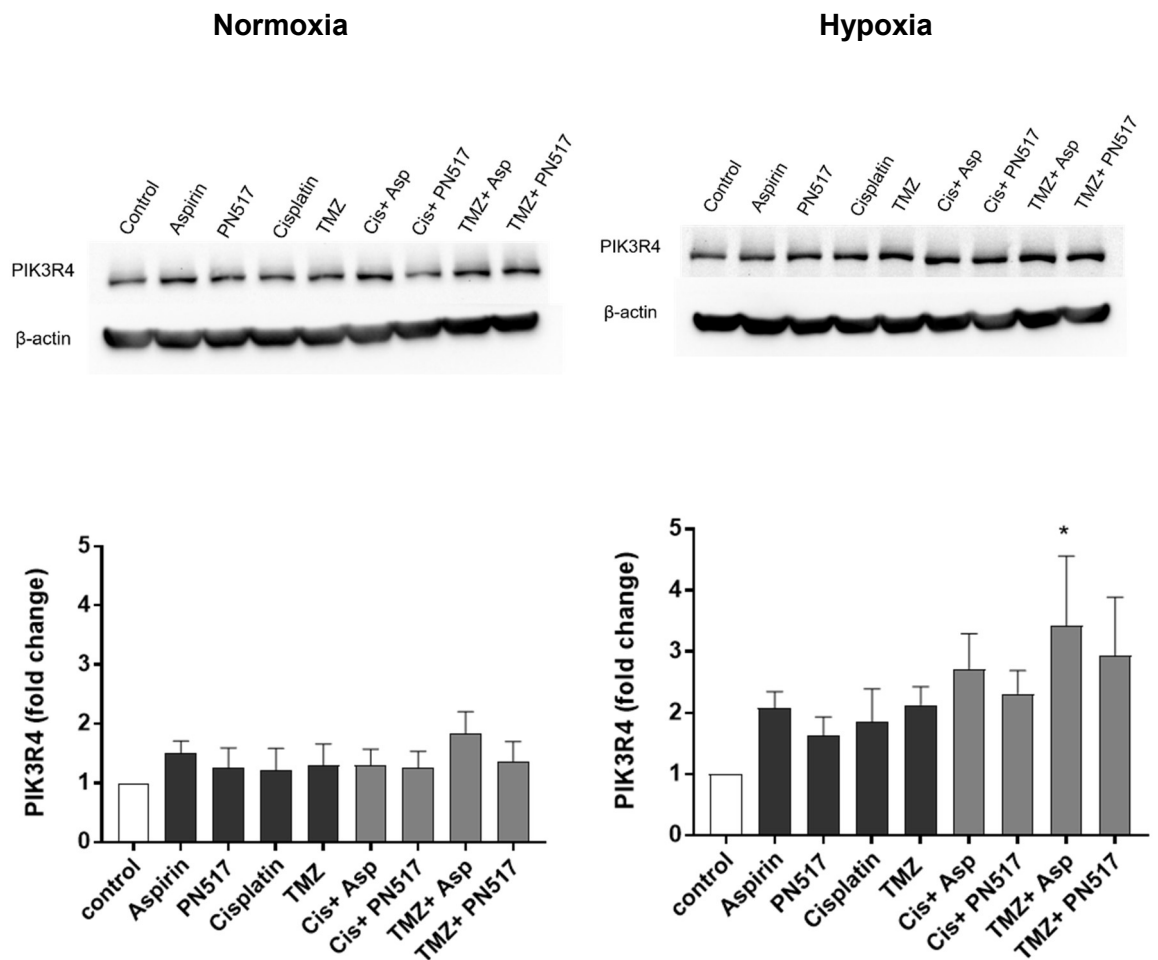 Normoxia
Hypoxia
Control
Aspirin
PN517
Cisplatin
TMZ
Cis+ Asp
Cis+ PN517
TMZ+ Asp
TMZ+ PN517
PIK3R4
β-actin
Control
Aspirin
PN517
Cisplatin
TMZ
Cis+ Asp
Cis+ PN517
TMZ+ Asp
TMZ+ PN517
PIK3R4
β-actin
PIK3R4 (fold change)
5
4
3
2
1
0
control
Aspirin
PN517
Cisplatin
TMZ
Cis+ Asp
Cis+ PN517
TMZ+ Asp
TMZ+ PN517
PIK3R4 (fold change)
5
4
3
2
1
0
*
control
Aspirin
PN517
Cisplatin
TMZ
Cis+ Asp
Cis+ PN517
TMZ+ Asp
TMZ+ PN517